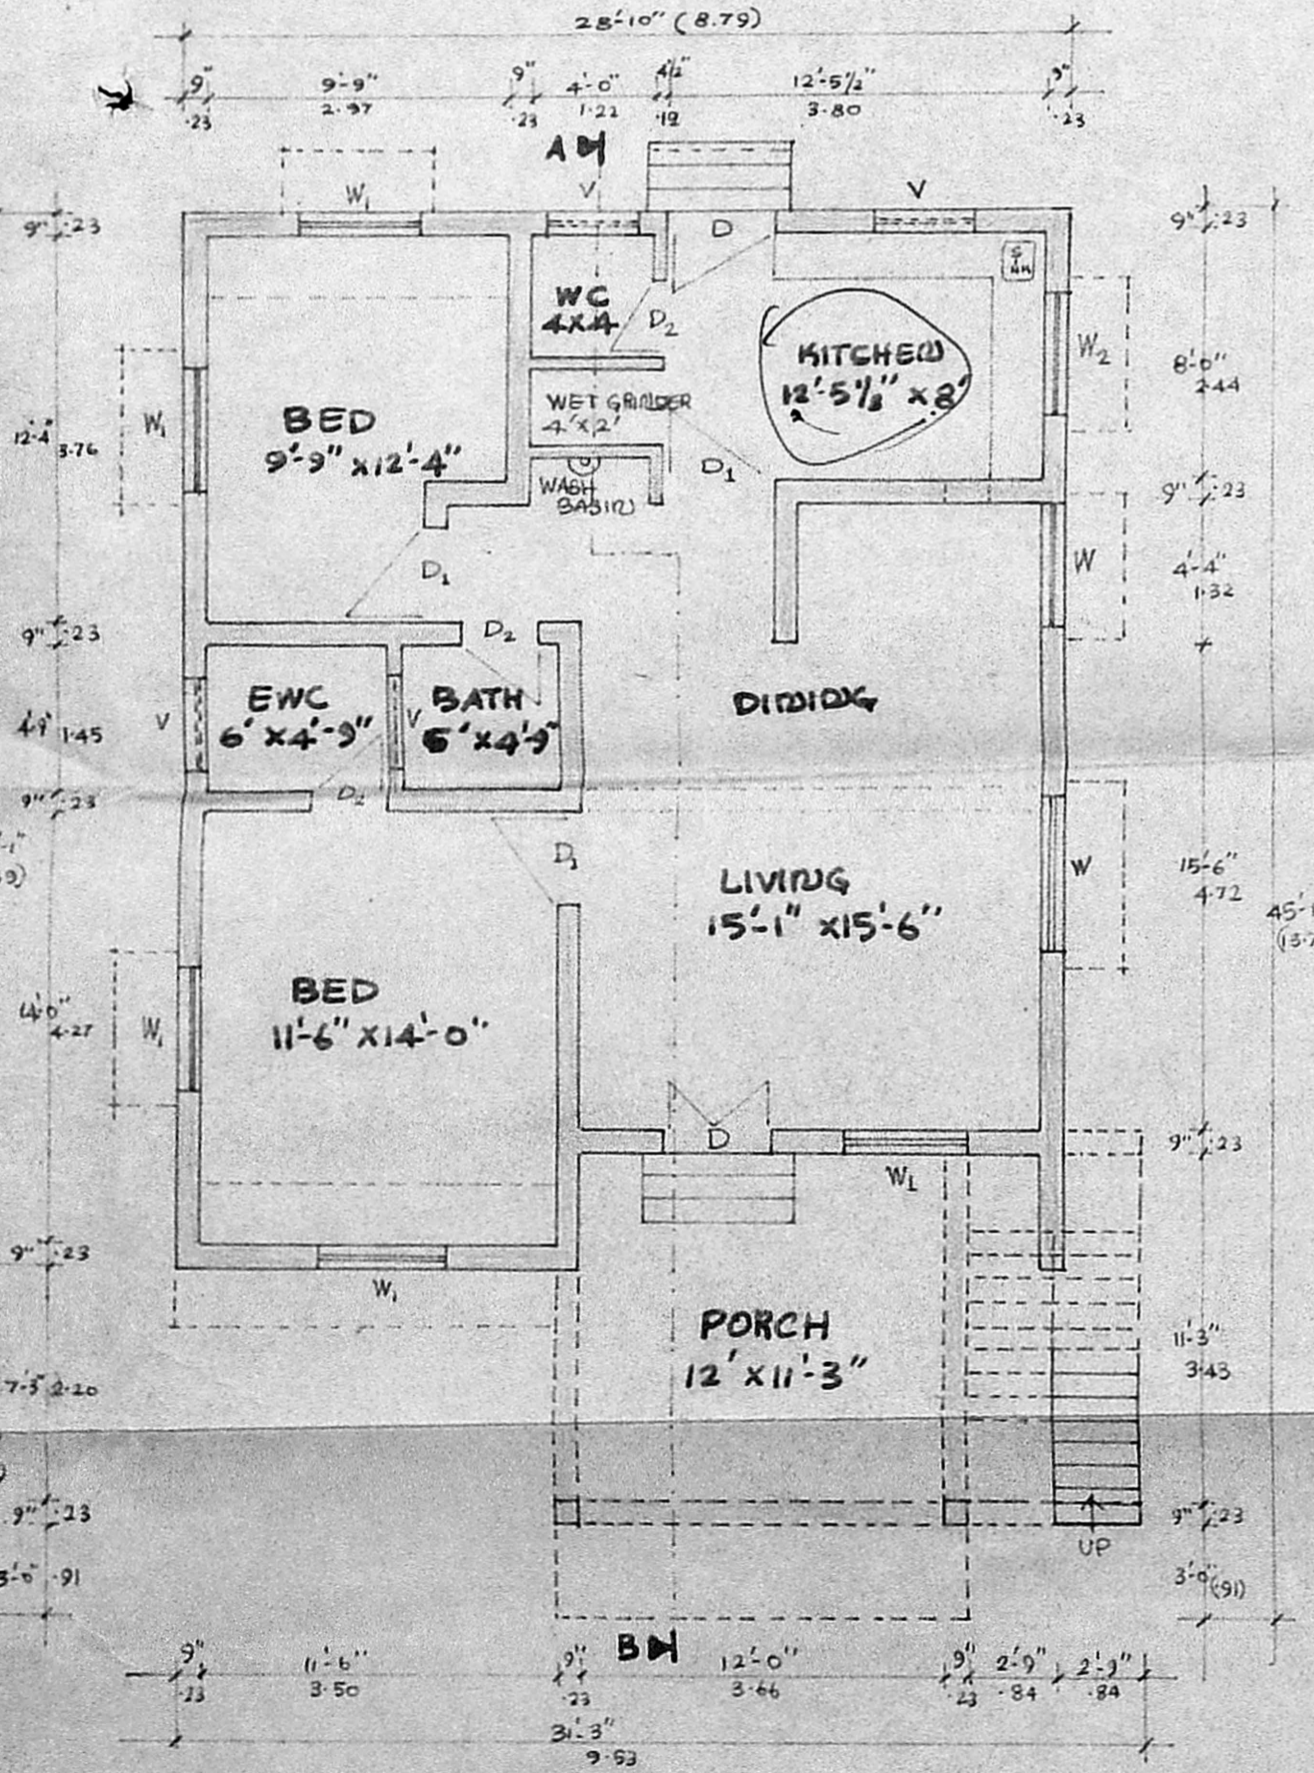 28'-10" (8.79)
9" 9'-9" 9" 4'-0" 4½" 12'-5½" 9"
.23 2.97 .23 1.22 .12 3.80 .23
A
W1 V V
D
9" .23
9" .23
SINK
WC
4X4
D2
KITCHEN
12'-5½" x 8'
W2
8'-0"
2.44
WET GRINDER
4'X2'
BED
9'-9" x12'-4"
W1
12'-4" 3.76
D1
WASH
BASIN
9" .23
W
4'-4"
1.32
D1
9" .23
D2
EWC
6' X4'-9"
V
BATH
5' X4'-9"
V
DINING
4'-9" 1.45
9" .23
D2
D1
W
LIVING
15'-1" x15'-6"
15'-6"
4.72
BED
11'-6" X14'-0"
W1
14'-0"
4.27
D
W1
9" .23
9" .23
W1
PORCH
12' X11'-3"
11'-3"
3.43
7'-3" 2.20
9" .23
9" .23
UP
3'-0" .91
3'-0" (.91)
B
9" 11'-6" 9" 12'-0" 9" 2'-9" 2'-9"
.23 3.50 .23 3.66 .23 .84 .84
31'-3"
9.53